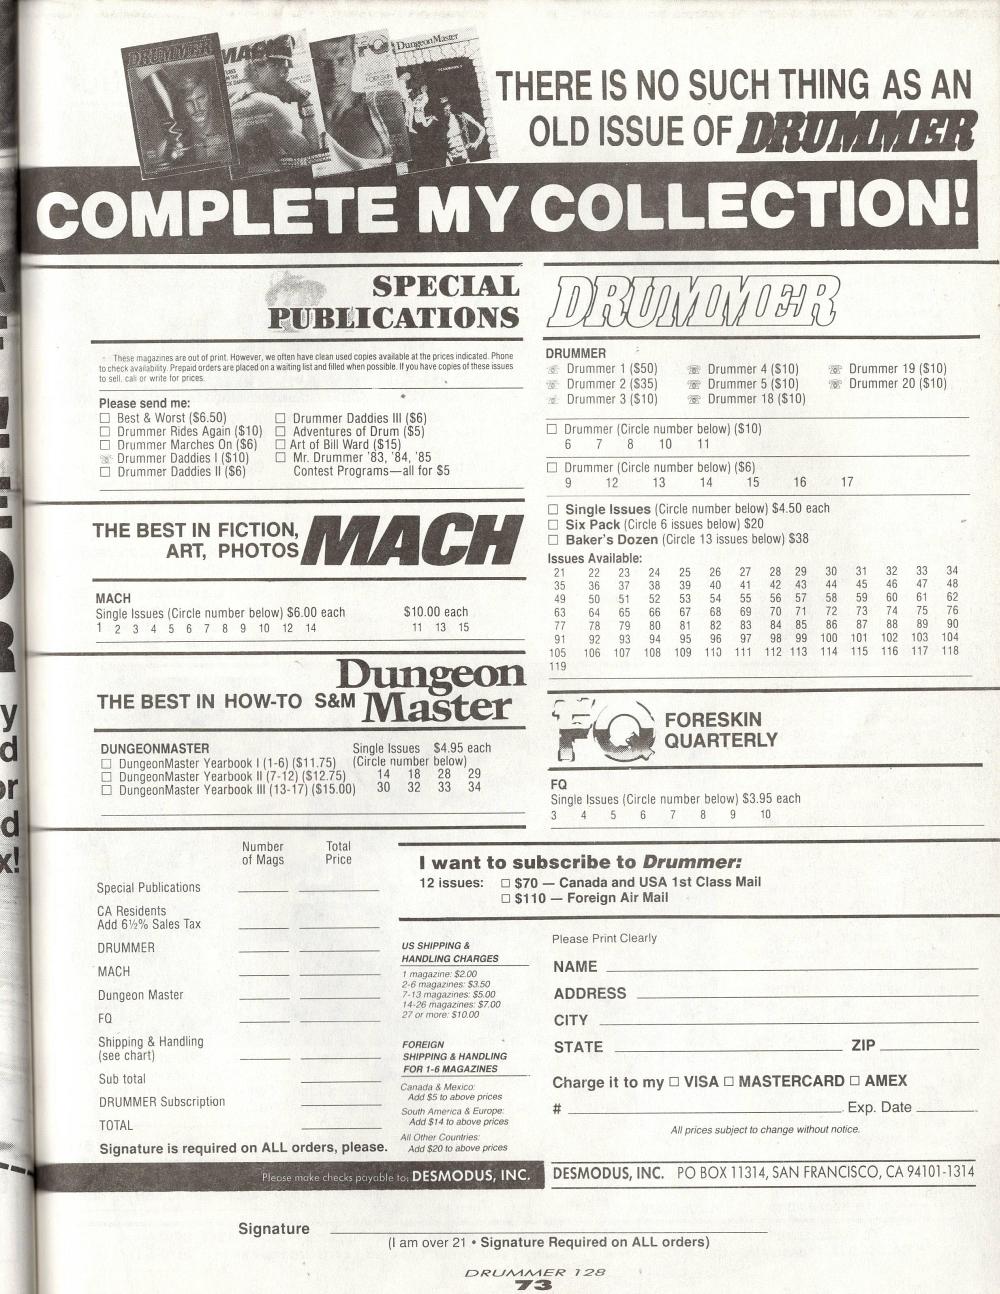 DRUMMER
MACH
FQ
DungeonMaster
THERE IS NO SUCH THING AS AN
OLD ISSUE OF DRUMMER
COMPLETE MY COLLECTION!
SPECIAL
PUBLICATIONS
These magazines are out of print. However, we often have clean used copies available at the prices indicated. Phone
to check availability. Prepaid orders are placed on a waiting list and filled when possible. If you have copies of these issues
to sell, call or write for prices.
Please send me:
☐ Best & Worst ($6.50)
☐ Drummer Rides Again ($10)
☐ Drummer Marches On ($6)
☏ Drummer Daddies I ($10)
☐ Drummer Daddies II ($6)
☐ Drummer Daddies III ($6)
☐ Adventures of Drum ($5)
☐ Art of Bill Ward ($15)
☐ Mr. Drummer '83, '84, '85
Contest Programs—all for $5
THE BEST IN FICTION,
ART, PHOTOS
MACH
MACH
Single Issues (Circle number below) $6.00 each $10.00 each
1 2 3 4 5 6 7 8 9 10 12 14 11 13 15
THE BEST IN HOW-TO S&M
Dungeon
Master
DUNGEONMASTER
☐ DungeonMaster Yearbook I (1-6) ($11.75)
☐ DungeonMaster Yearbook II (7-12) ($12.75)
☐ DungeonMaster Yearbook III (13-17) ($15.00)
Single Issues $4.95 each
(Circle number below)
14 18 28 29
30 32 33 34
DRUMMER
DRUMMER
☏ Drummer 1 ($50) ☏ Drummer 4 ($10) ☏ Drummer 19 ($10)
☏ Drummer 2 ($35) ☏ Drummer 5 ($10) ☏ Drummer 20 ($10)
☏ Drummer 3 ($10) ☏ Drummer 18 ($10)
☐ Drummer (Circle number below) ($10)
6 7 8 10 11
☐ Drummer (Circle number below) ($6)
9 12 13 14 15 16 17
☐ Single Issues (Circle number below) $4.50 each
☐ Six Pack (Circle 6 issues below) $20
☐ Baker's Dozen (Circle 13 issues below) $38
Issues Available:
21 22 23 24 25 26 27 28 29 30 31 32 33 34
35 36 37 38 39 40 41 42 43 44 45 46 47 48
49 50 51 52 53 54 55 56 57 58 59 60 61 62
63 64 65 66 67 68 69 70 71 72 73 74 75 76
77 78 79 80 81 82 83 84 85 86 87 88 89 90
91 92 93 94 95 96 97 98 99 100 101 102 103 104
105 106 107 108 109 110 111 112 113 114 115 116 117 118
119
FQ FORESKIN
QUARTERLY
FQ
Single Issues (Circle number below) $3.95 each
3 4 5 6 7 8 9 10
Number
of Mags
Total
Price
Special Publications
CA Residents
Add 6½% Sales Tax
DRUMMER
MACH
Dungeon Master
FQ
Shipping & Handling
(see chart)
Sub total
DRUMMER Subscription
TOTAL
Signature is required on ALL orders, please.
I want to subscribe to Drummer:
12 issues: ☐ $70 — Canada and USA 1st Class Mail
☐ $110 — Foreign Air Mail
US SHIPPING &
HANDLING CHARGES
1 magazine: $2.00
2-6 magazines: $3.50
7-13 magazines: $5.00
14-26 magazines: $7.00
27 or more: $10.00
FOREIGN
SHIPPING & HANDLING
FOR 1-6 MAGAZINES
Canada & Mexico:
Add $5 to above prices
South America & Europe:
Add $14 to above prices
All Other Countries:
Add $20 to above prices
Please Print Clearly
NAME
ADDRESS
CITY
STATE ZIP
Charge it to my ☐ VISA ☐ MASTERCARD ☐ AMEX
# Exp. Date
All prices subject to change without notice.
Please make checks payable to: DESMODUS, INC.
DESMODUS, INC. PO BOX 11314, SAN FRANCISCO, CA 94101-1314
Signature
(I am over 21 • Signature Required on ALL orders)
DRUMMER 128
73